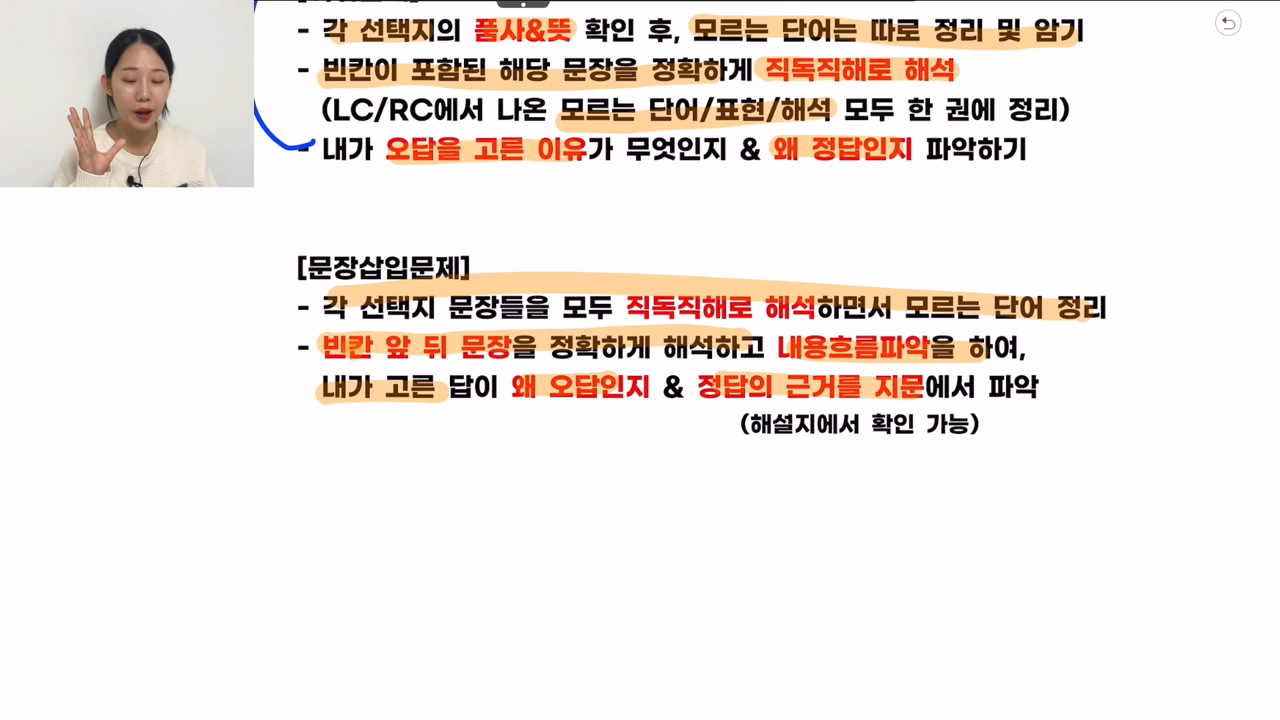 - 각 선택지의 품사&뜻 확인 후, 모르는 단어는 따로 정리 및 암기
- 빈칸이 포함된 해당 문장을 정확하게 직독직해로 해석
(LC/RC에서 나온 모르는 단어/표현/해석 모두 한 권에 정리)
- 내가 오답을 고른 이유가 무엇인지 & 왜 정답인지 파악하기
[문장삽입문제]
- 각 선택지 문장들을 모두 직독직해로 해석하면서 모르는 단어 정리
- 빈칸 앞 뒤 문장을 정확하게 해석하고 내용흐름파악을 하여,
내가 고른 답이 왜 오답인지 & 정답의 근거를 지문에서 파악
(해설지에서 확인 가능)